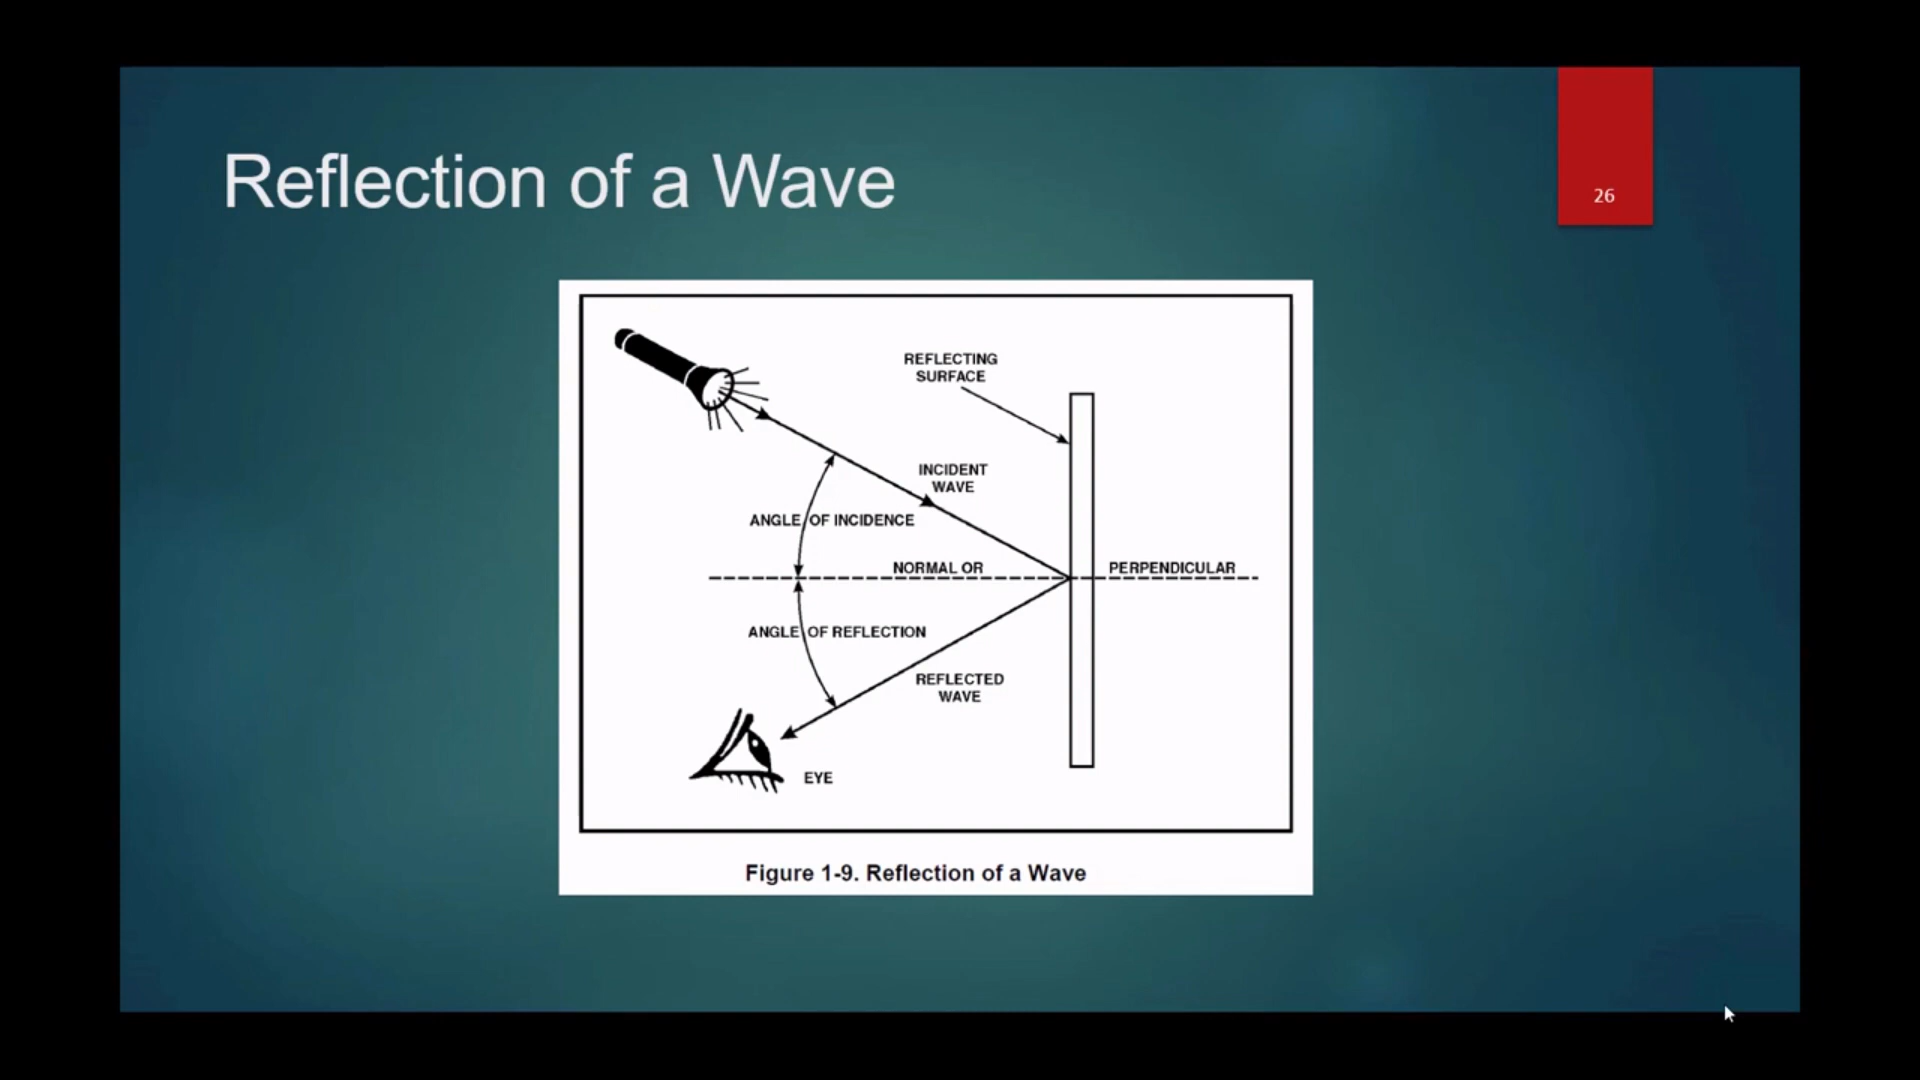 Reflection of a Wave
26
REFLECTING
SURFACE
INCIDENT
WAVE
ANGLE OF INCIDENCE
NORMAL OR PERPENDICULAR
ANGLE OF REFLECTION
REFLECTED
WAVE
EYE
Figure 1-9. Reflection of a Wave